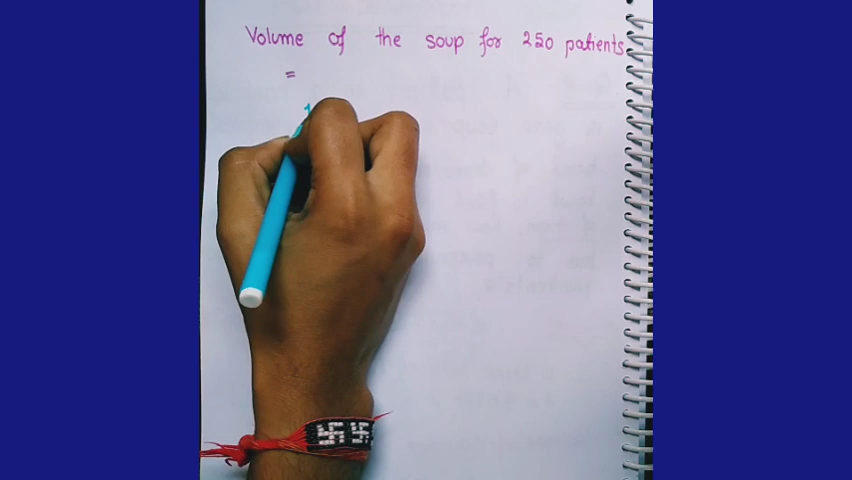 Volume of the soup for 250 patients
=